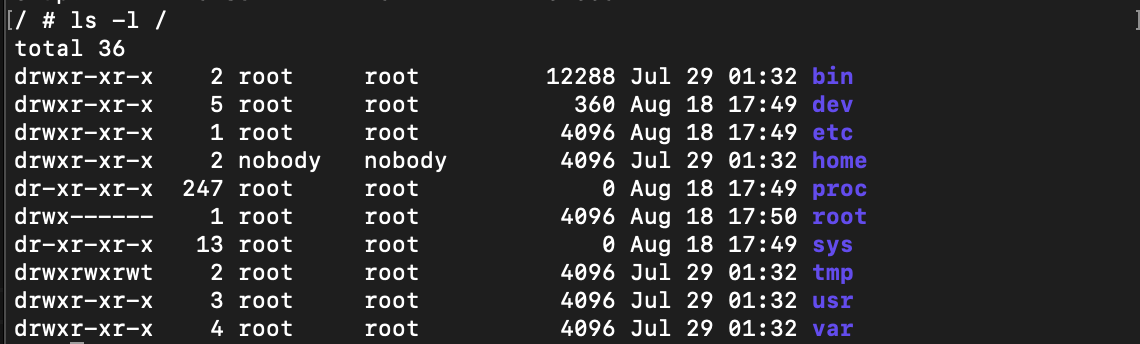 [/ # ls -l /                                                                      ]
total 36
drwxr-xr-x    2 root     root         12288 Jul 29 01:32 bin
drwxr-xr-x    5 root     root           360 Aug 18 17:49 dev
drwxr-xr-x    1 root     root          4096 Aug 18 17:49 etc
drwxr-xr-x    2 nobody   nobody        4096 Jul 29 01:32 home
dr-xr-xr-x  247 root     root             0 Aug 18 17:49 proc
drwx------    1 root     root          4096 Aug 18 17:50 root
dr-xr-xr-x   13 root     root             0 Aug 18 17:49 sys
drwxrwxrwt    2 root     root          4096 Jul 29 01:32 tmp
drwxr-xr-x    3 root     root          4096 Jul 29 01:32 usr
drwxr-xr-x    4 root     root          4096 Jul 29 01:32 var